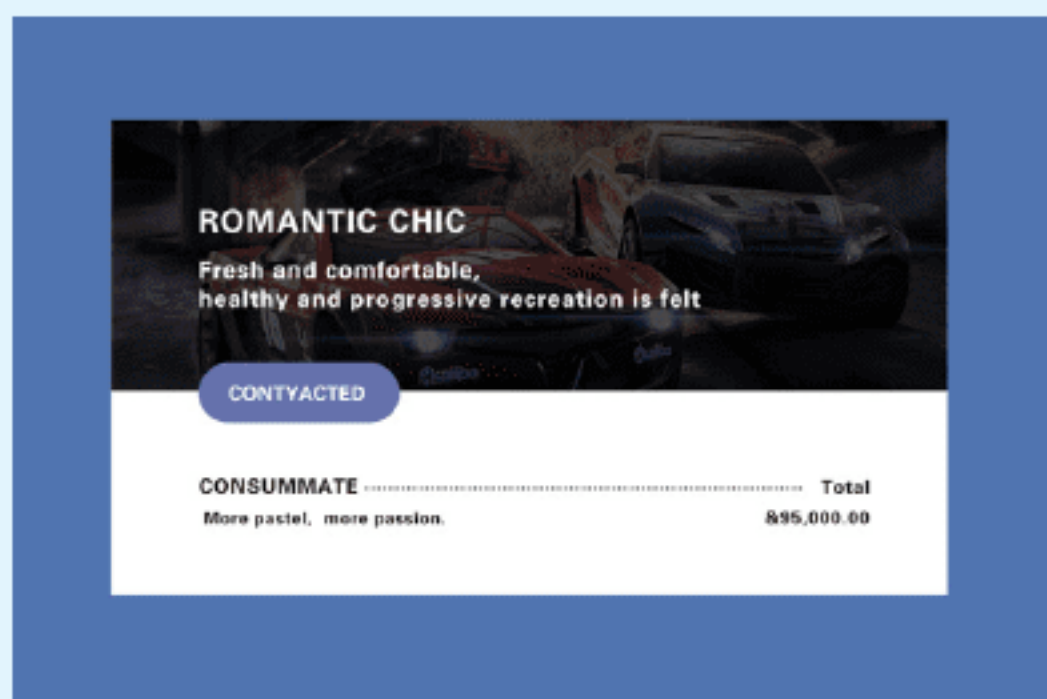 ROMANTIC CHIC
Fresh and comfortable,
healthy and progressive recreation is felt
CONTYACTED
CONSUMMATE Total
More pastel, more passion. &95,000.00